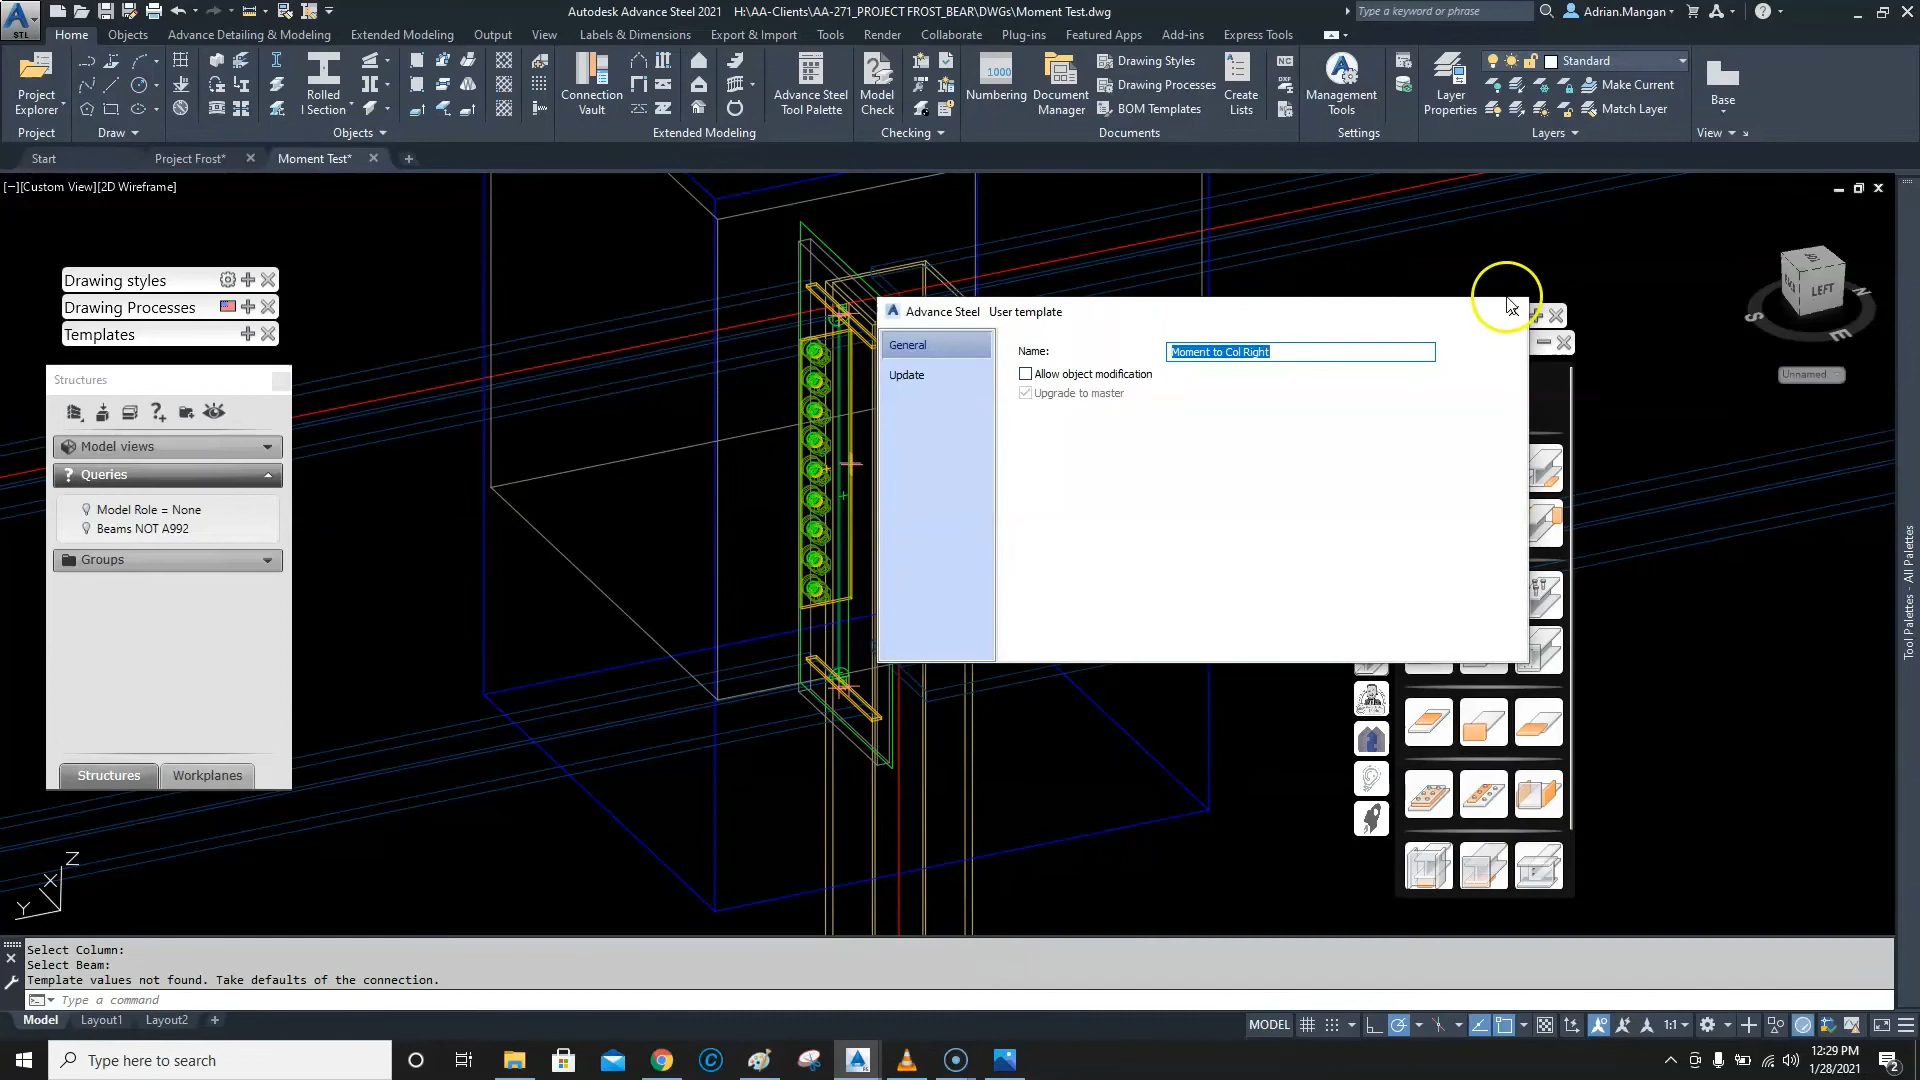 Autodesk Advance Steel 2021 H:\AA-Clients\AA-271_PROJECT FROST_BEAR\DWGs\Moment Test.dwg
Type a keyword or phrase
Adrian.Mangan
STL
Home Objects Advance Detailing & Modeling Extended Modeling Output View Labels & Dimensions Export & Import Tools Render Collaborate Plug-ins Featured Apps Add-ins Express Tools
Project Explorer
Rolled I Section
Connection Vault
Advance Steel Tool Palette
Model Check
1000
Numbering
Document Manager
Drawing Styles
Drawing Processes
BOM Templates
Create Lists
NC
DXF
Management Tools
Layer Properties
Standard
Make Current
Match Layer
Base
Project Draw Objects Extended Modeling Checking Documents Settings Layers View
Start Project Frost* Moment Test*
[−][Custom View][2D Wireframe]
Drawing styles
Drawing Processes
Templates
Structures
Model views
? Queries
Model Role = None
Beams NOT A992
Groups
Structures Workplanes
Advance Steel User template
General
Update
Name: Moment to Col Right
Allow object modification
Upgrade to master
LEFT
N
S
E
Unnamed
Tool Palettes - All Palettes
Z
X
Y
Select Column:
Select Beam:
Template values not found. Take defaults of the connection.
Type a command
Model Layout1 Layout2 +
MODEL
1:1
Type here to search
12:29 PM
1/28/2021
2